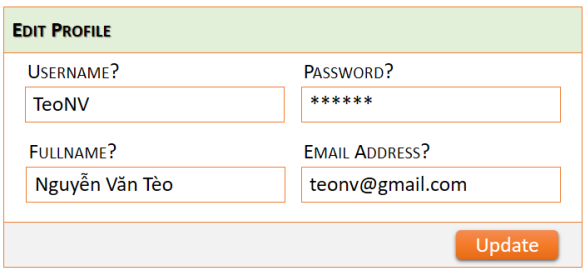 EDIT PROFILE
USERNAME? PASSWORD?
TeoNV ******
FULLNAME? EMAIL ADDRESS?
Nguyễn Văn Tèo teonv@gmail.com
Update